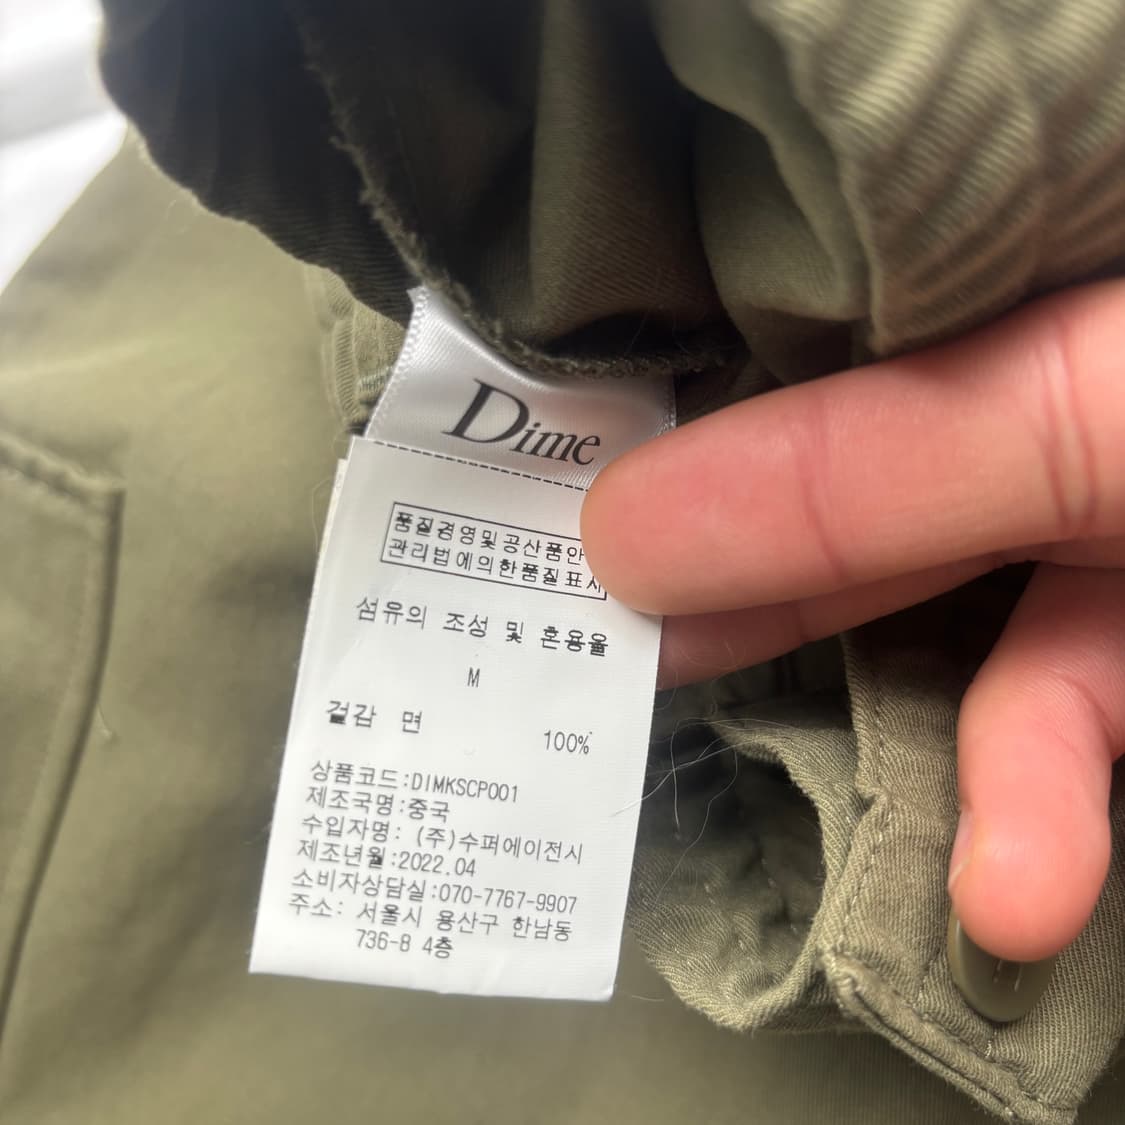 Dime
품질경영및공산품안
관리법에의한품질표시
섬유의 조성 및 혼용율
M
겉감 면 100%
상품코드:DIMKSCP001
제조국명:중국
수입자명: (주)수퍼에이전시
제조년월:2022.04
소비자상담실:070-7767-9907
주소: 서울시 용산구 한남동
736-8 4층